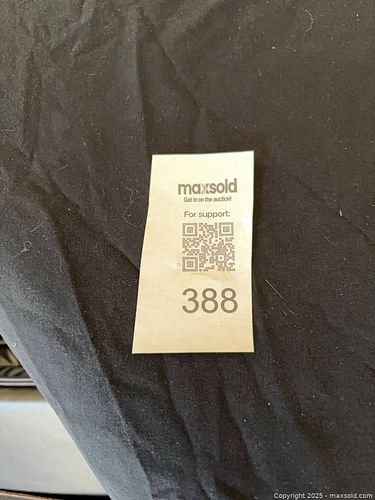 maxsold
Get in on the auction!
For support:
388
Copyright © 2025 - maxsold.com